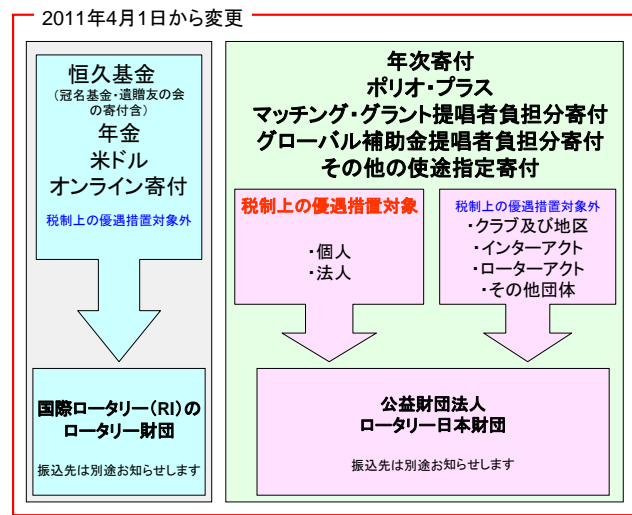 2011年4月1日から変更
恒久基金
（冠名基金・遺贈友の会
の寄付含）
年金
米ドル
オンライン寄付
税制上の優遇措置対象外
国際ロータリー（RI）の
ロータリー財団
振込先は別途お知らせします
年次寄付
ポリオ・プラス
マッチング・グラント提唱者負担分寄付
グローバル補助金提唱者負担分寄付
その他の使途指定寄付
税制上の優遇措置対象
・個人
・法人
税制上の優遇措置対象外
・クラブ及び地区
・インターアクト
・ローターアクト
・その他団体
公益財団法人
ロータリー日本財団
振込先は別途お知らせします